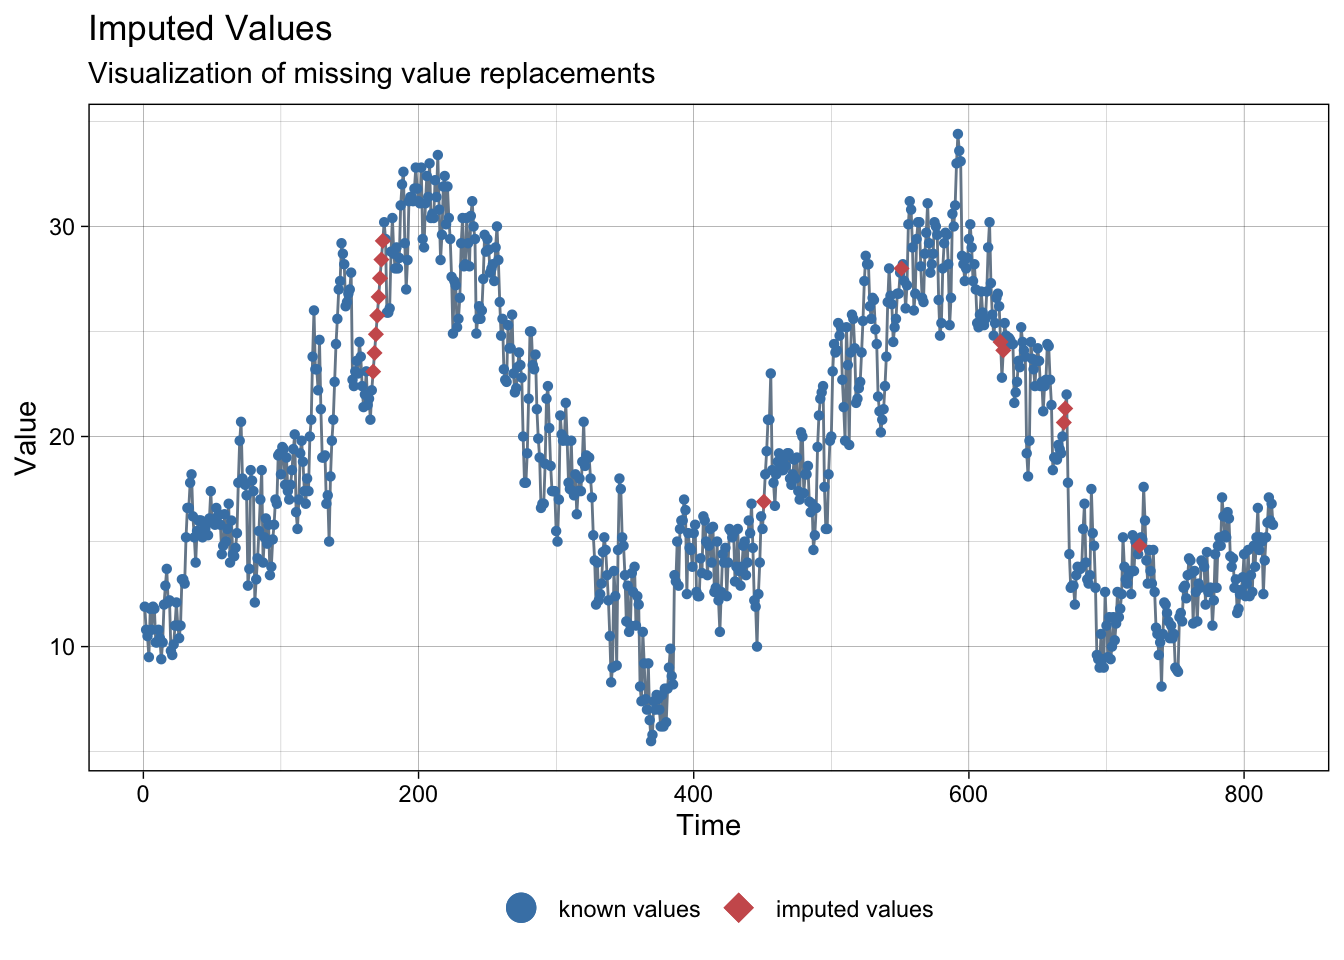 Imputed Values
Visualization of missing value replacements
Value
30
20
10
0 200 400 600 800
Time
known values imputed values